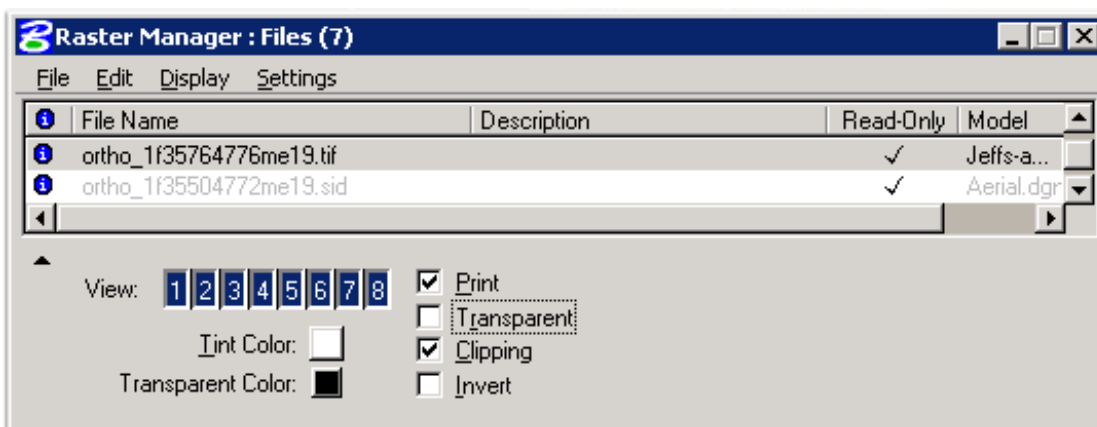 Raster Manager : Files (7)
File Edit Display Settings
File Name Description Read-Only Model
ortho_1f35764776me19.tif Jeffs-a...
ortho_1f35504772me19.sid Aerial.dgr
View: 1 2 3 4 5 6 7 8
Print
Transparent
Tint Color:
Clipping
Transparent Color:
Invert